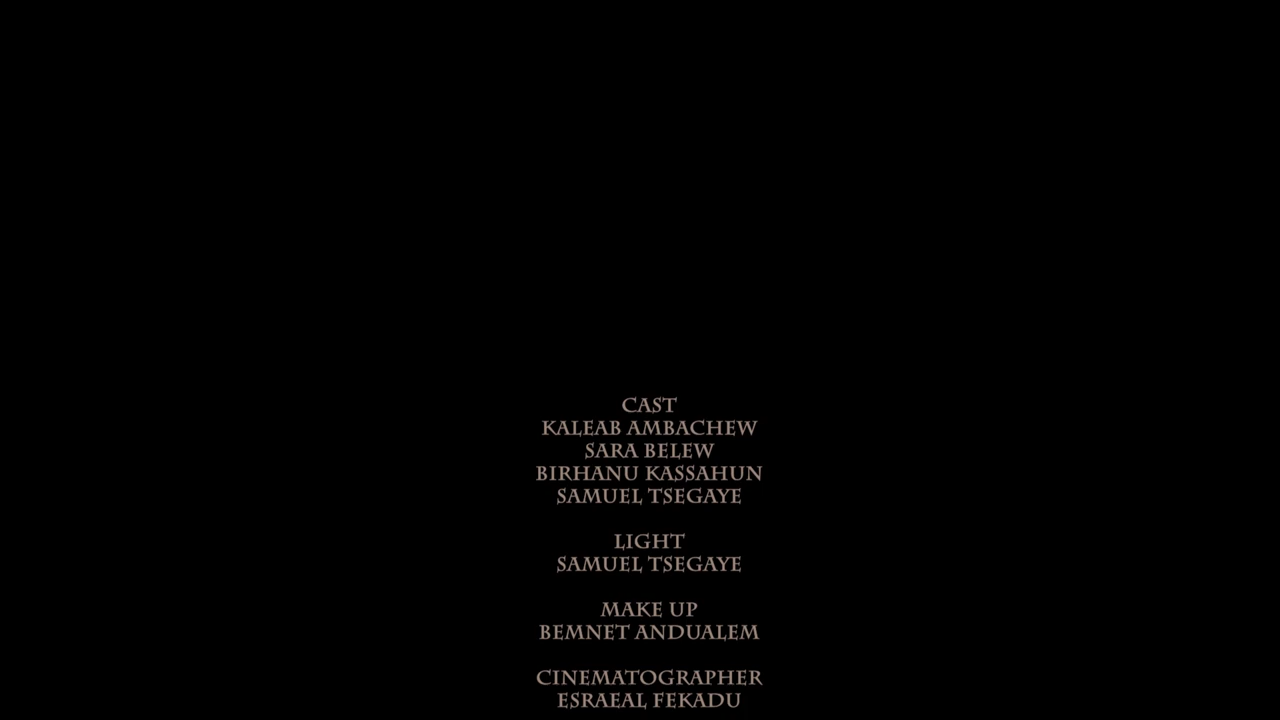 CAST
KALEAB AMBACHEW
SARA BELEW
BIRHANU KASSAHUN
SAMUEL TSEGAYE
LIGHT
SAMUEL TSEGAYE
MAKE UP
BEMNET ANDUALEM
CINEMATOGRAPHER
ESRAEAL FEKADU